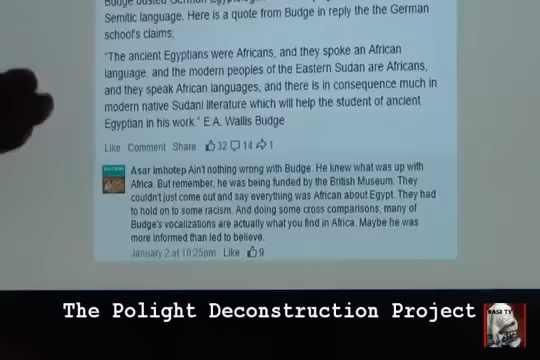 Budge busted German Egyptologist
Semitic language. Here is a quote from Budge in reply the the German
school's claims;
"The ancient Egyptians were Africans, and they spoke an African
language, and the modern peoples of the Eastern Sudan are Africans,
and they speak African languages, and there is in consequence much in
modern native Sudani literature which will help the student of ancient
Egyptian in his work." E.A. Wallis Budge
Like Comment Share 32 14 1
Asar Imhotep Ain't nothing wrong with Budge. He knew what was up with
Africa. But remember, he was being funded by the British Museum. They
couldn't just come out and say everything was African about Egypt. They had
to hold on to some racism. And doing some cross comparisons, many of
Budge's vocalizations are actually what you find in Africa. Maybe he was
more informed than led to believe.
January 2 at 10:25pm Like 9
The Polight Deconstruction Project
RASI TV